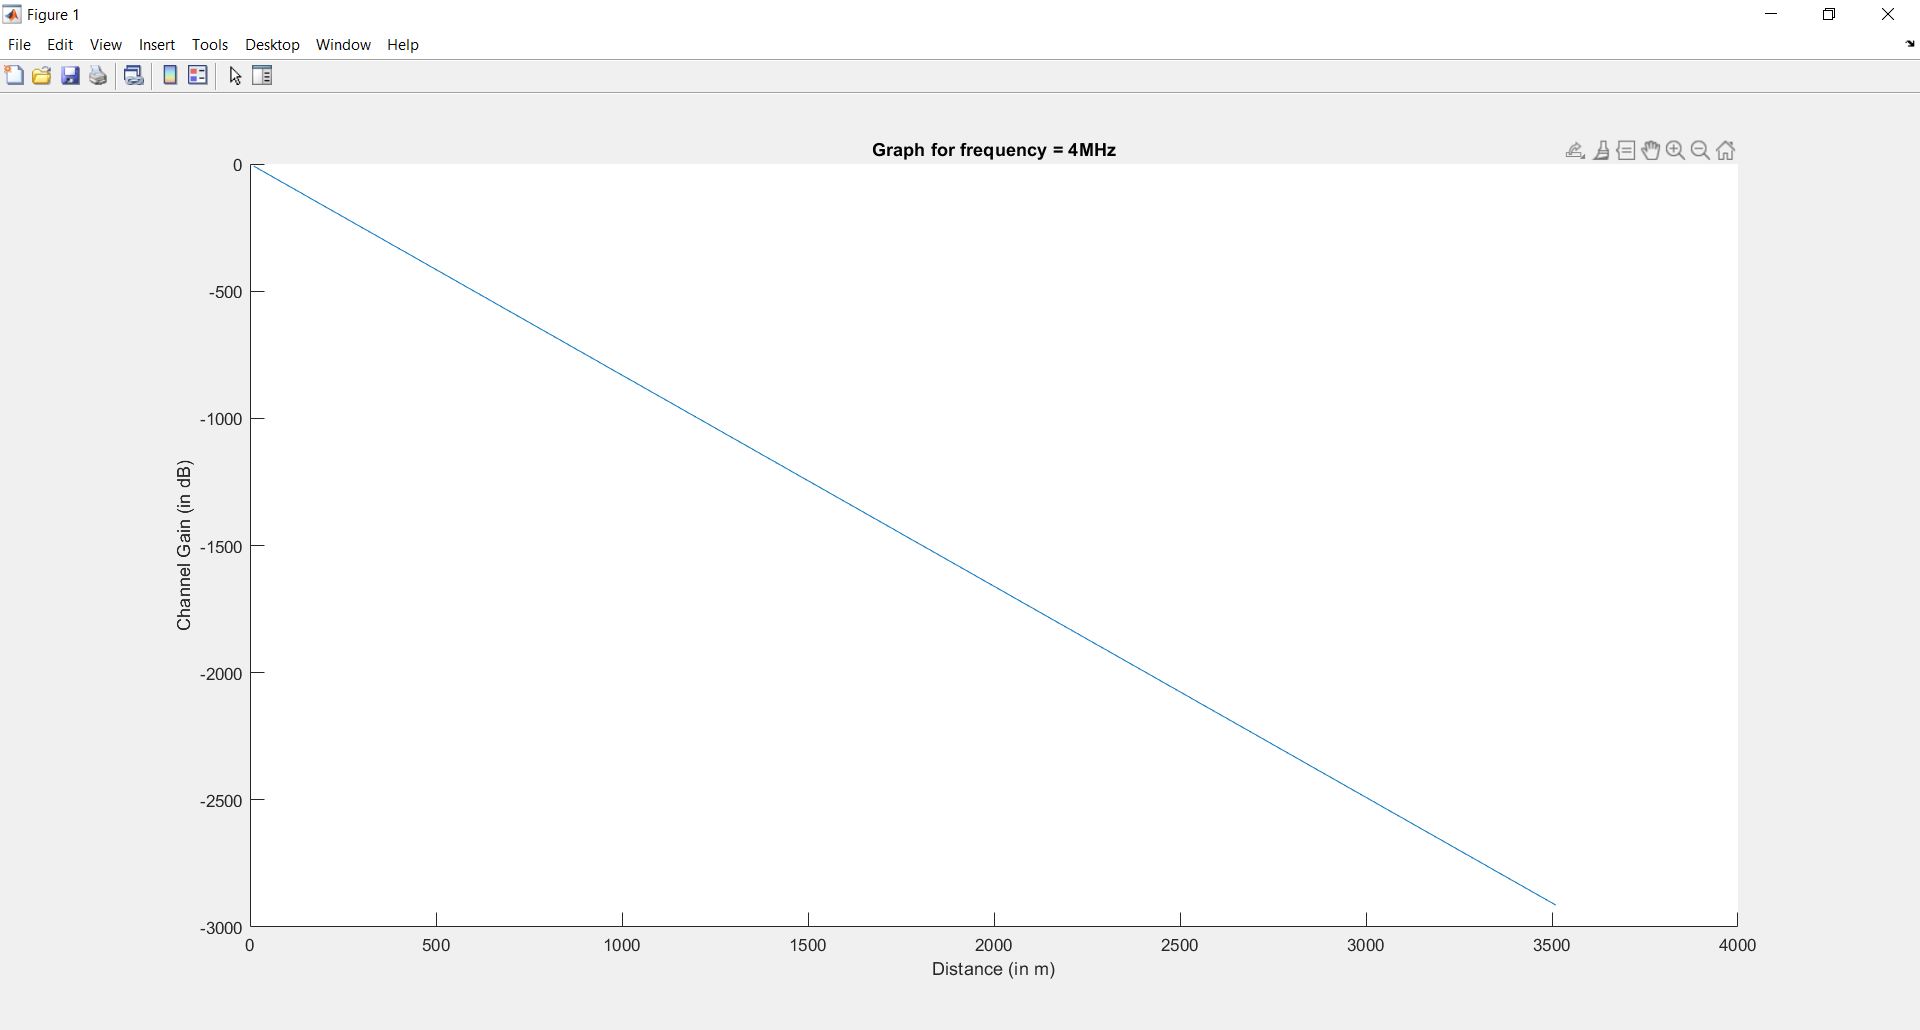 Figure 1
File Edit View Insert Tools Desktop Window Help
Graph for frequency = 4MHz
0
-500
-1000
-1500
-2000
-2500
-3000
Channel Gain (in dB)
0 500 1000 1500 2000 2500 3000 3500 4000
Distance (in m)